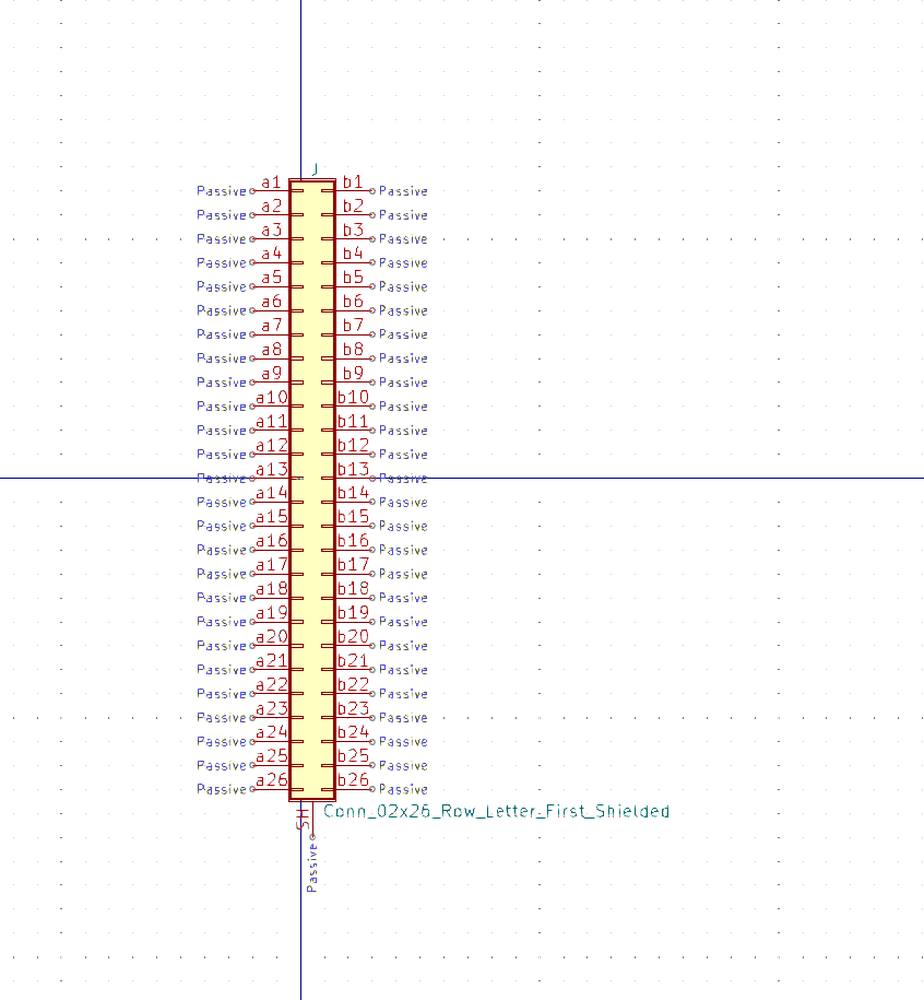 J
Passive a1 b1 Passive
Passive a2 b2 Passive
Passive a3 b3 Passive
Passive a4 b4 Passive
Passive a5 b5 Passive
Passive a6 b6 Passive
Passive a7 b7 Passive
Passive a8 b8 Passive
Passive a9 b9 Passive
Passive a10 b10 Passive
Passive a11 b11 Passive
Passive a12 b12 Passive
Passive a13 b13 Passive
Passive a14 b14 Passive
Passive a15 b15 Passive
Passive a16 b16 Passive
Passive a17 b17 Passive
Passive a18 b18 Passive
Passive a19 b19 Passive
Passive a20 b20 Passive
Passive a21 b21 Passive
Passive a22 b22 Passive
Passive a23 b23 Passive
Passive a24 b24 Passive
Passive a25 b25 Passive
Passive a26 b26 Passive
SH Conn_02x26_Row_Letter_First_Shielded
Passive